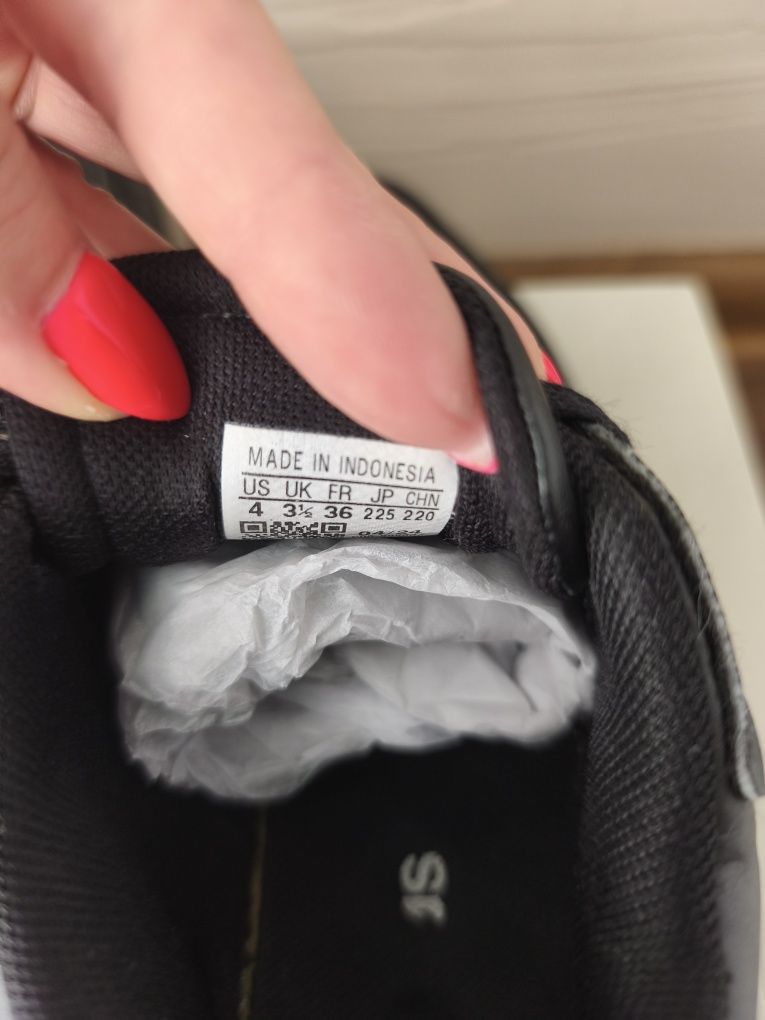 MADE IN INDONESIA
US UK FR JP CHN
4 3½ 36 225 220